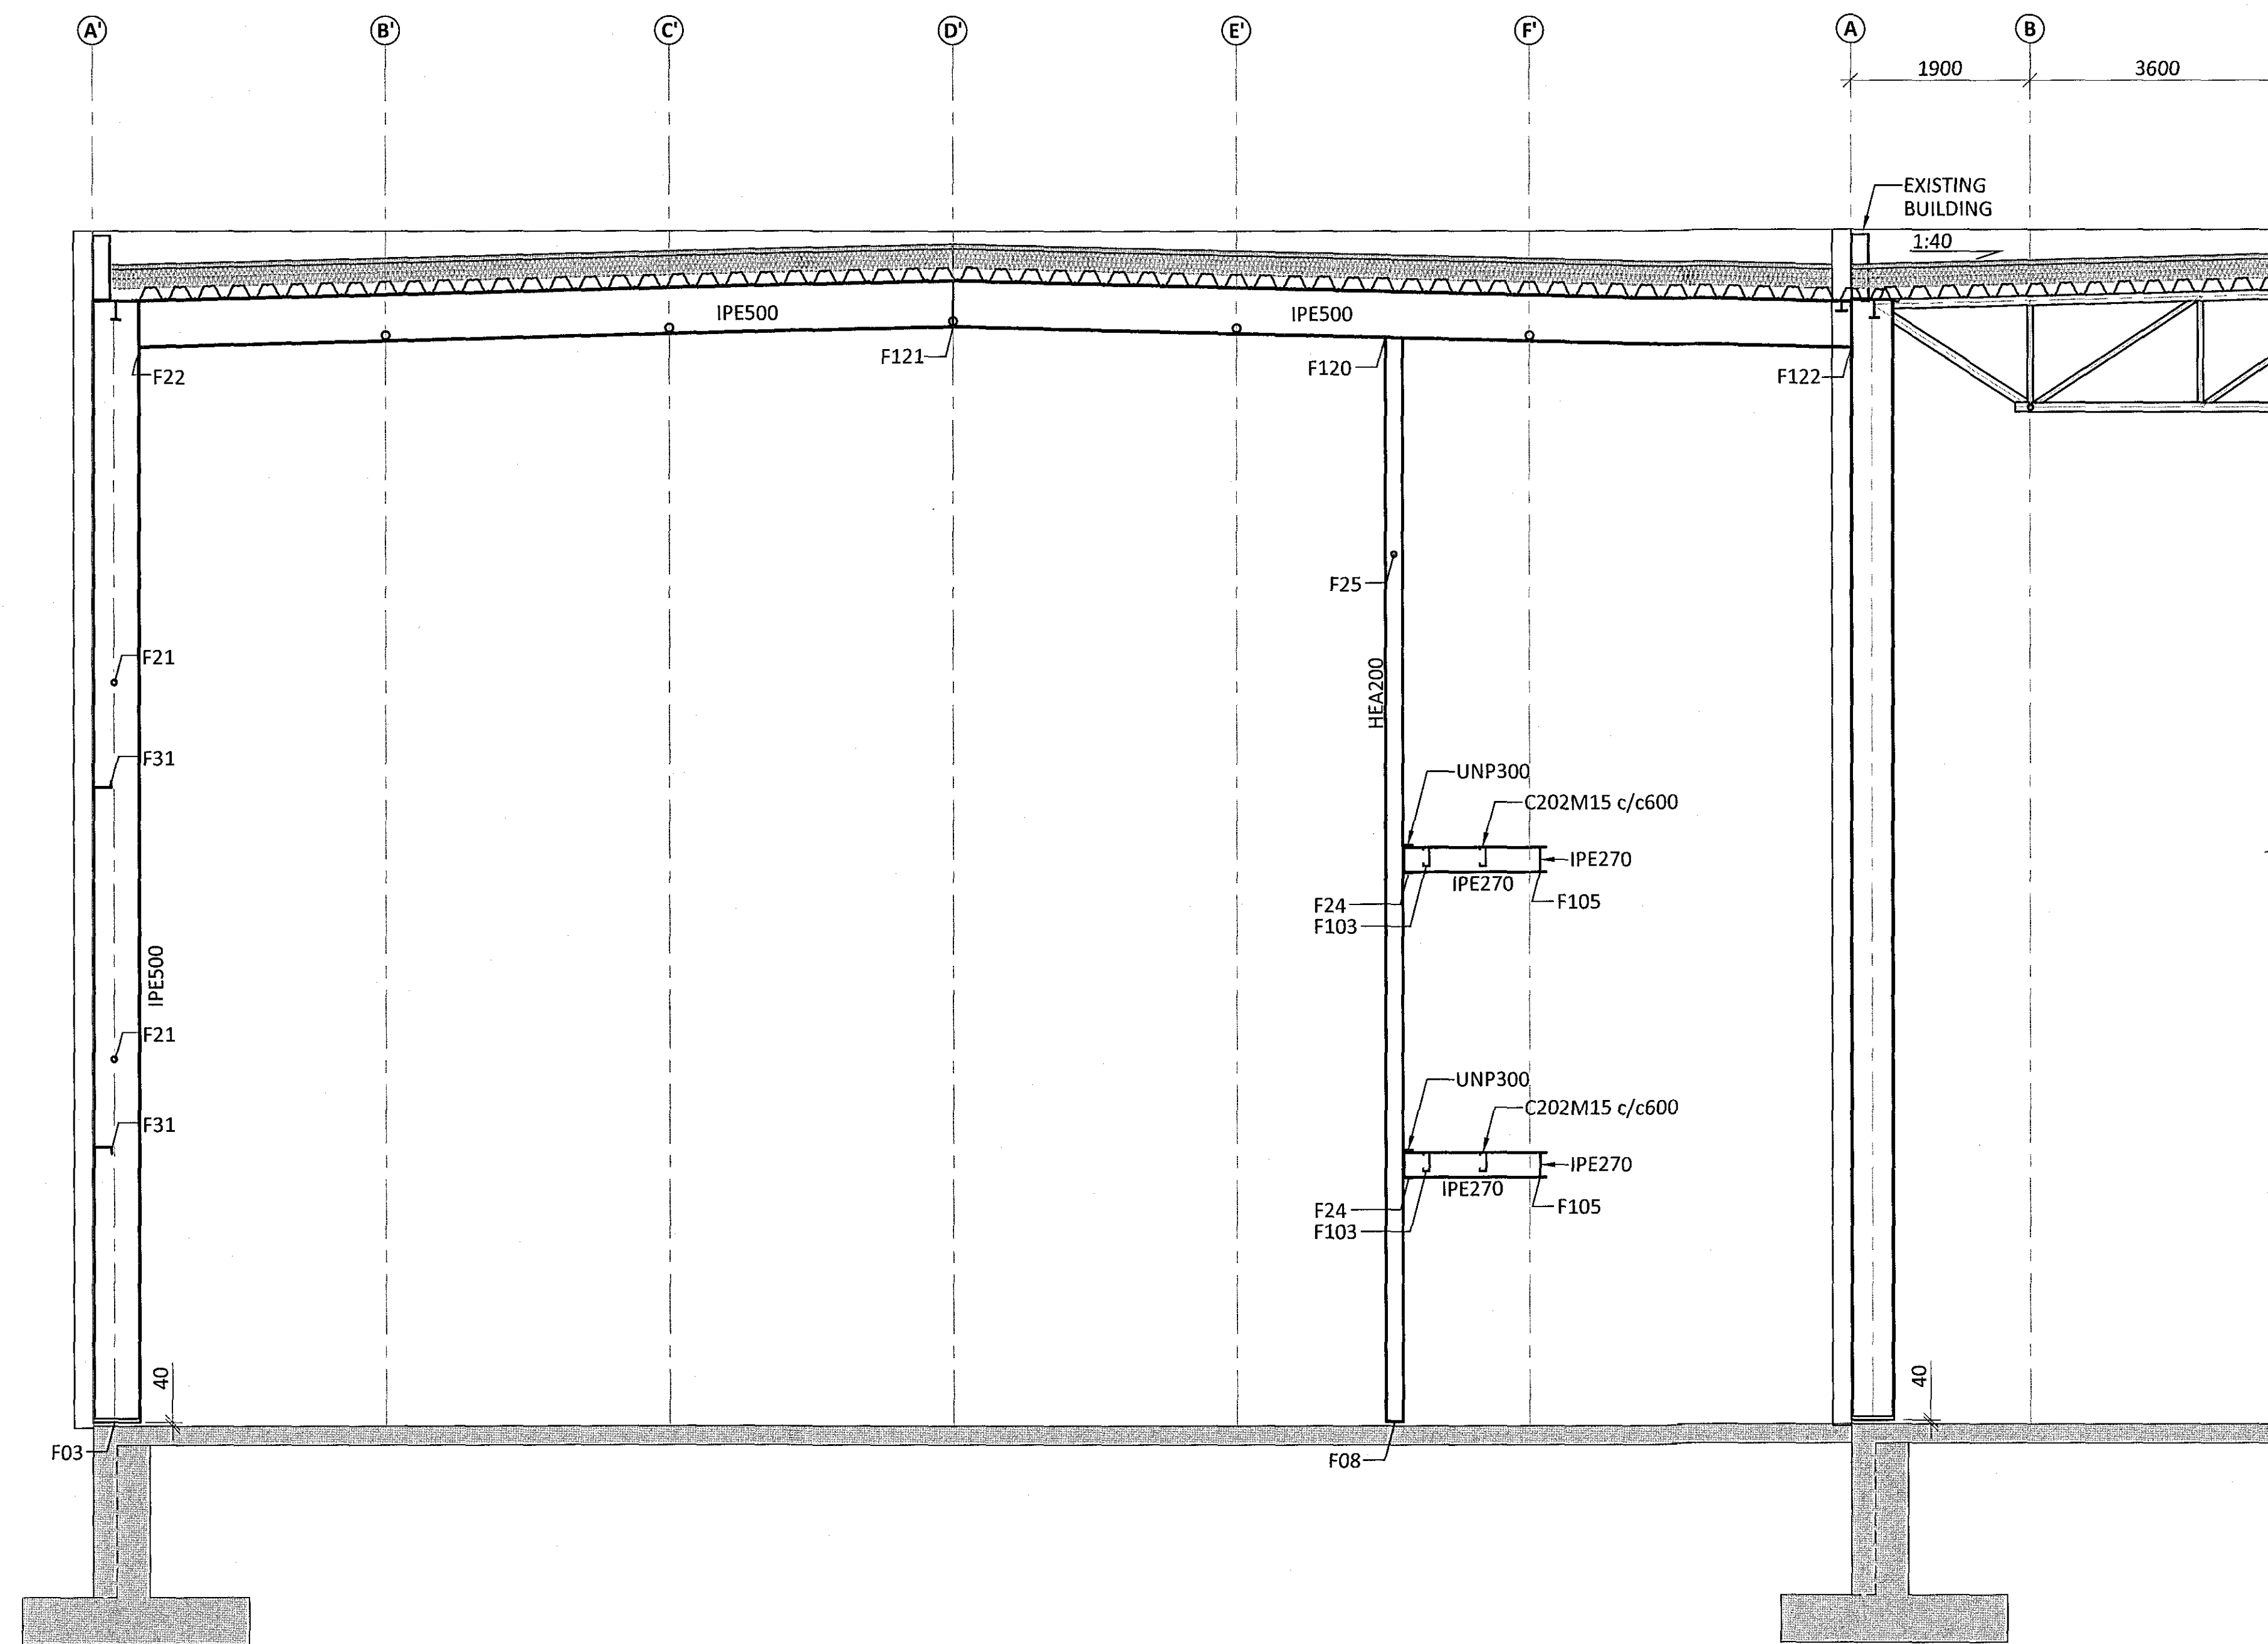 A' B' C' D' E' F' A B
1900 3600
EXISTING
BUILDING
1:40
IPE500 IPE500
F121
F120
F22 F122
F25
F21
HEA200
F31
UNP300
C202M15 c/c600
IPE270
IPE270
F24 F105
F103
IPE500
F21
UNP300
C202M15 c/c600
F31
IPE270
IPE270
F24 F105
F103
40 40
F03 F08